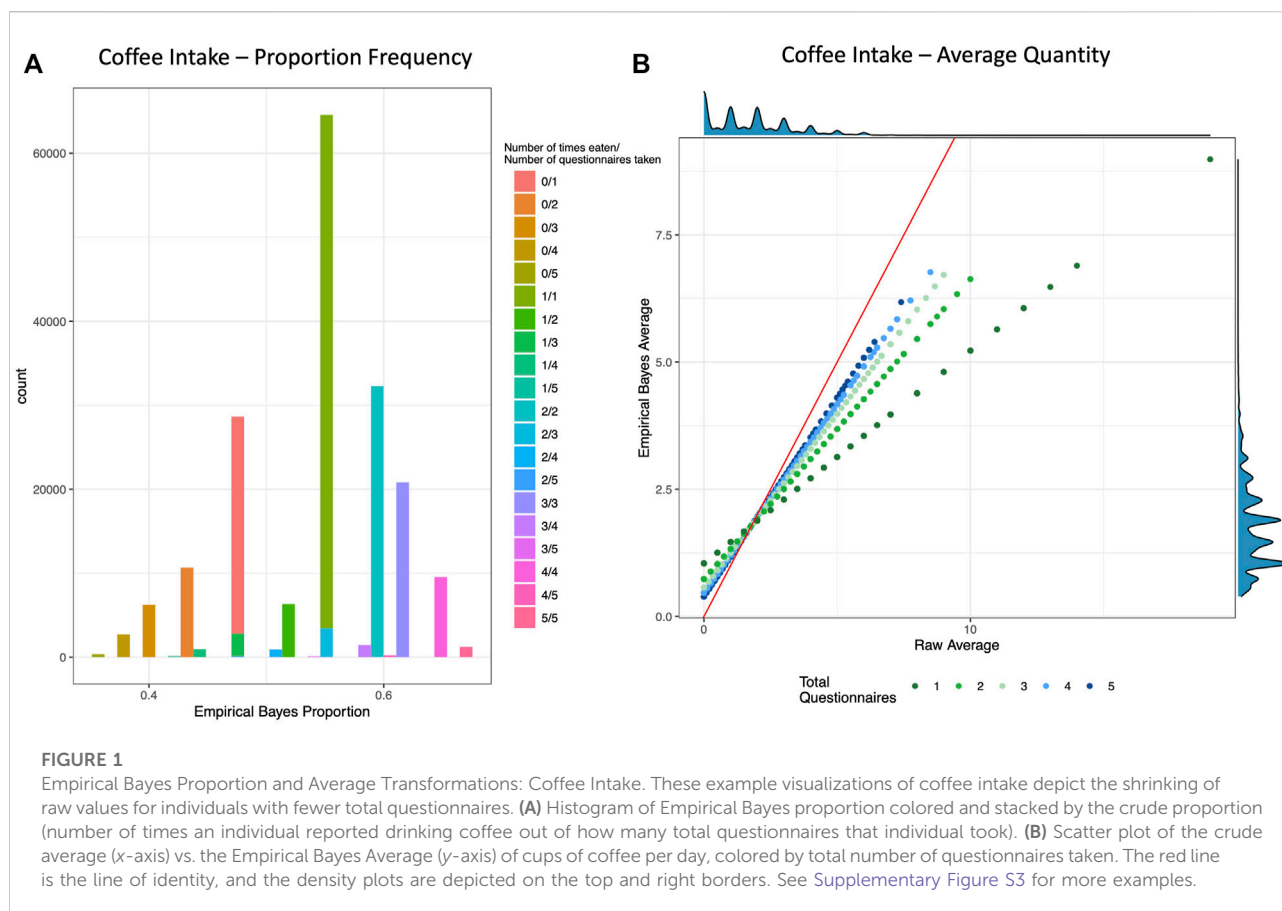 A
Coffee Intake – Proportion Frequency
60000
40000
20000
0
count
0.4
0.6
Empirical Bayes Proportion
Number of times eaten/
Number of questionnaires taken
0/1
0/2
0/3
0/4
0/5
1/1
1/2
1/3
1/4
1/5
2/2
2/3
2/4
2/5
3/3
3/4
3/5
4/4
4/5
5/5
B
Coffee Intake – Average Quantity
7.5
5.0
2.5
0.0
Empirical Bayes Average
0
10
Raw Average
Total
Questionnaires
1 2 3 4 5
FIGURE 1
Empirical Bayes Proportion and Average Transformations: Coffee Intake. These example visualizations of coffee intake depict the shrinking of
raw values for individuals with fewer total questionnaires. (A) Histogram of Empirical Bayes proportion colored and stacked by the crude proportion
(number of times an individual reported drinking coffee out of how many total questionnaires that individual took). (B) Scatter plot of the crude
average (x-axis) vs. the Empirical Bayes Average (y-axis) of cups of coffee per day, colored by total number of questionnaires taken. The red line
is the line of identity, and the density plots are depicted on the top and right borders. See Supplementary Figure S3 for more examples.